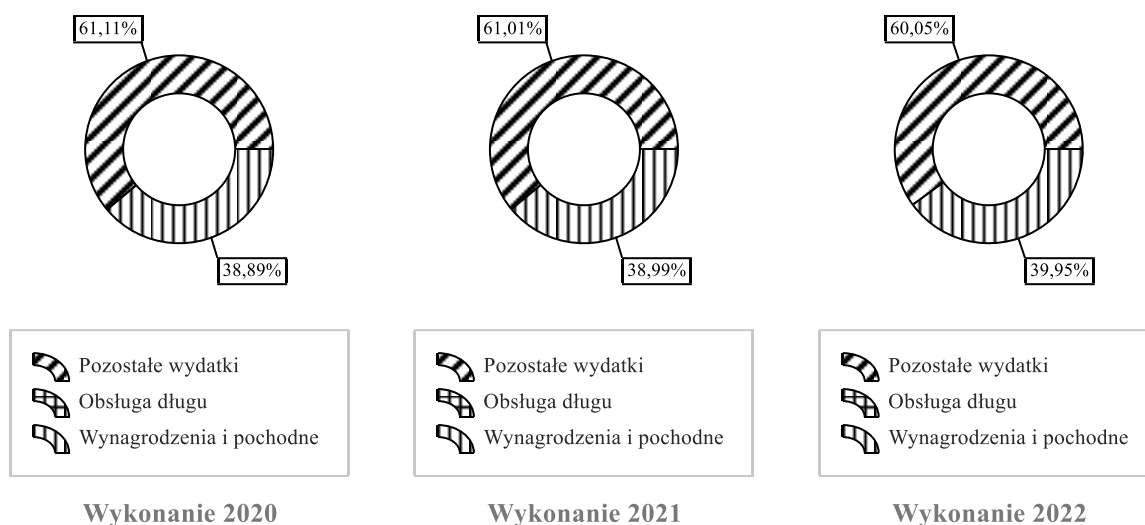 61,11%
38,89%
Pozostałe wydatki
Obsługa długu
Wynagrodzenia i pochodne
Wykonanie 2020
61,01%
38,99%
Pozostałe wydatki
Obsługa długu
Wynagrodzenia i pochodne
Wykonanie 2021
60,05%
39,95%
Pozostałe wydatki
Obsługa długu
Wynagrodzenia i pochodne
Wykonanie 2022